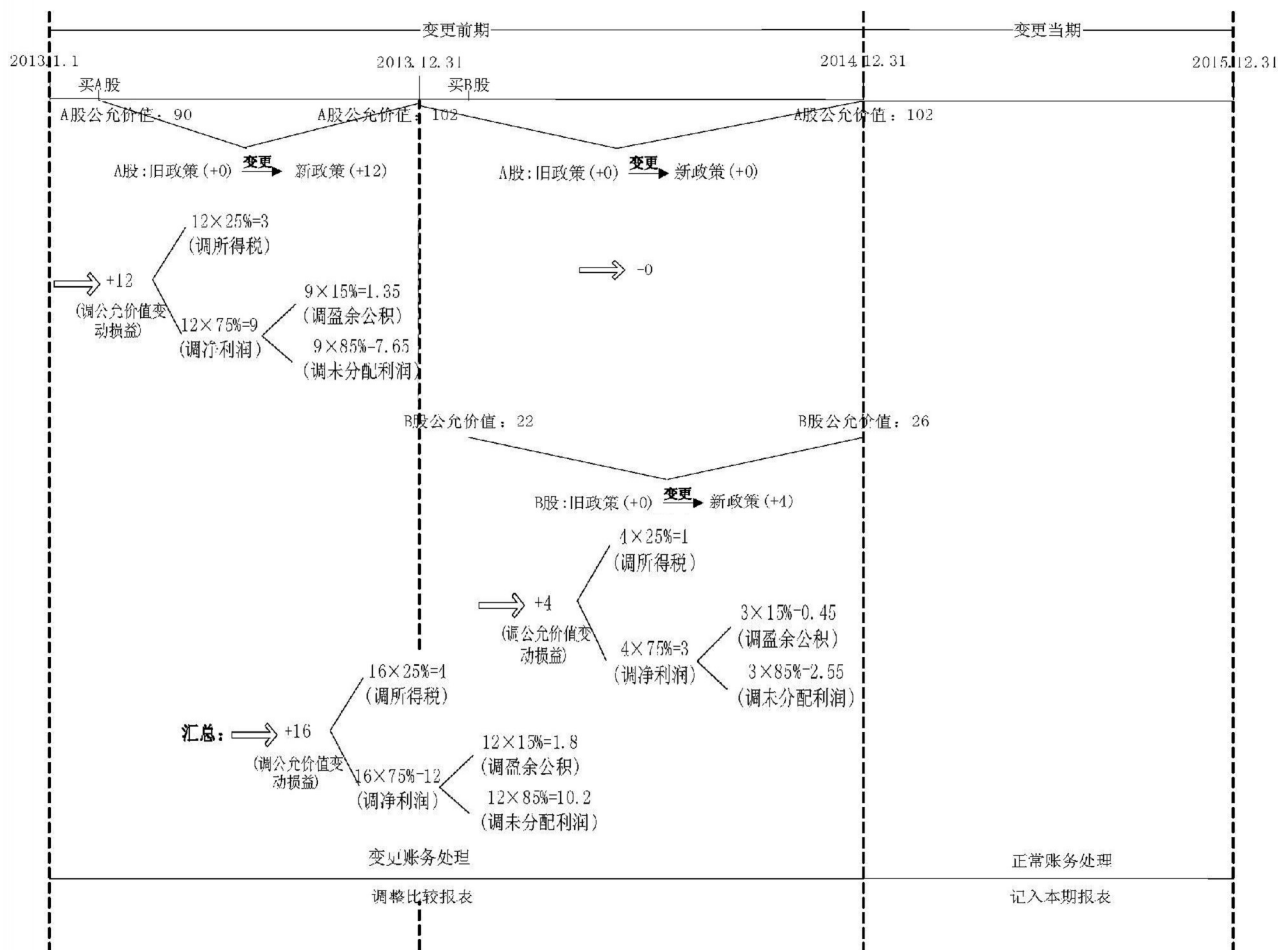 变更前期
变更当期
2013.1.1
2013.12.31
2014.12.31
2015.12.31
买A股
买B股
A股公允价值：90
A股公允价值：102
A股公允价值：102
A股:旧政策(+0)
变更
新政策(+12)
A股:旧政策(+0)
变更
新政策(+0)
12×25%=3
(调所得税)
+12
(调公允价值变
动损益)
12×75%=9
(调净利润)
9×15%=1.35
(调盈余公积)
9×85%-7.65
(调未分配利润)
-0
B股公允价值：22
B股公允价值：26
B股:旧政策(+0)
变更
新政策(+4)
4×25%=1
(调所得税)
+4
(调公允价值变
动损益)
4×75%=3
(调净利润)
3×15%-0.45
(调盈余公积)
3×85%-2.55
(调未分配利润)
16×25%=4
(调所得税)
汇总：
+16
(调公允价值变
动损益)
16×75%-12
(调净利润)
12×15%=1.8
(调盈余公积)
12×85%=10.2
(调未分配利润)
变更账务处理
正常账务处理
调整比较报表
记入本期报表